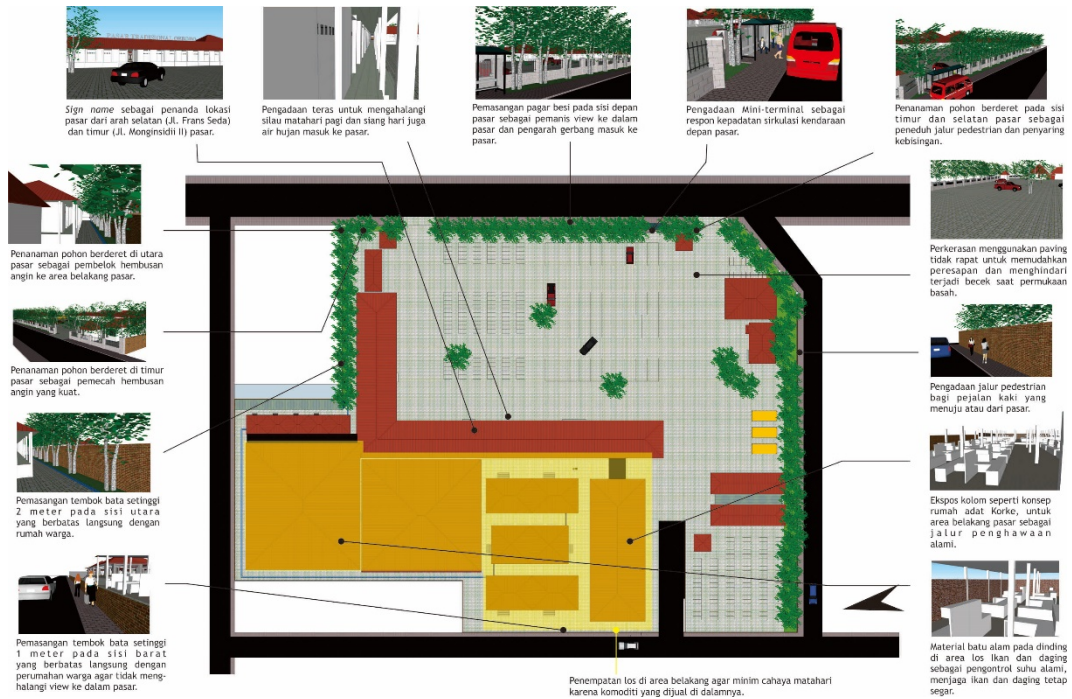 Sign name sebagai penanda lokasi
pasar dari arah selatan (Jl. Frans Seda)
dan timur (Jl. Monginsidii II) pasar.
Pengadaan teras untuk mengahalangi
silau matahari pagi dan siang hari juga
air hujan masuk ke pasar.
Pemasangan pagar besi pada sisi depan
pasar sebagai pemanis view ke dalam
pasar dan pengarah gerbang masuk ke
pasar.
Pengadaan Mini-terminal sebagai
respon kepadatan sirkulasi kendaraan
depan pasar.
Penanaman pohon berderet pada sisi
timur dan selatan pasar sebagai
peneduh jalur pedestrian dan penyaring
kebisingan.
Penanaman pohon berderet di utara
pasar sebagai pembelok hembusan
angin ke area belakang pasar.
Penanaman pohon berderet di timur
pasar sebagai pemecah hembusan
angin yang kuat.
Pemasangan tembok bata setinggi
2 meter pada sisi utara
yang berbatas langsung dengan
rumah warga.
Pemasangan tembok bata setinggi
1 meter pada sisi barat
yang berbatas langsung dengan
perumahan warga agar tidak meng-
halangi view ke dalam pasar.
Perkerasan menggunakan paving
tidak rapat untuk memudahkan
peresapan dan menghindari
terjadi becek saat permukaan
basah.
Pengadaan jalur pedestrian
bagi pejalan kaki yang
menuju atau dari pasar.
Ekspos kolom seperti konsep
rumah adat Korke, untuk
area belakang pasar sebagai
jalur penghawaan
alami.
Material batu alam pada dinding
di area los ikan dan daging
sebagai pengontrol suhu alami,
menjaga ikan dan daging tetap
segar.
Penempatan los di area belakang agar minim cahaya matahari
karena komoditi yang dijual di dalamnya.